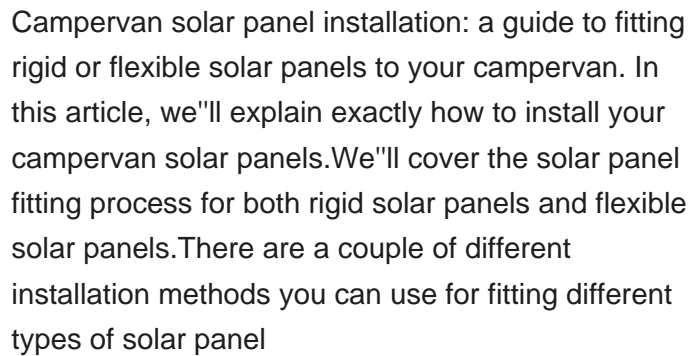 Campervan solar panel installation: a guide to fitting
rigid or flexible solar panels to your campervan. In
this article, we"ll explain exactly how to install your
campervan solar panels.We"ll cover the solar panel
fitting process for both rigid solar panels and flexible
solar panels.There are a couple of different
installation methods you can use for fitting different
types of solar panel